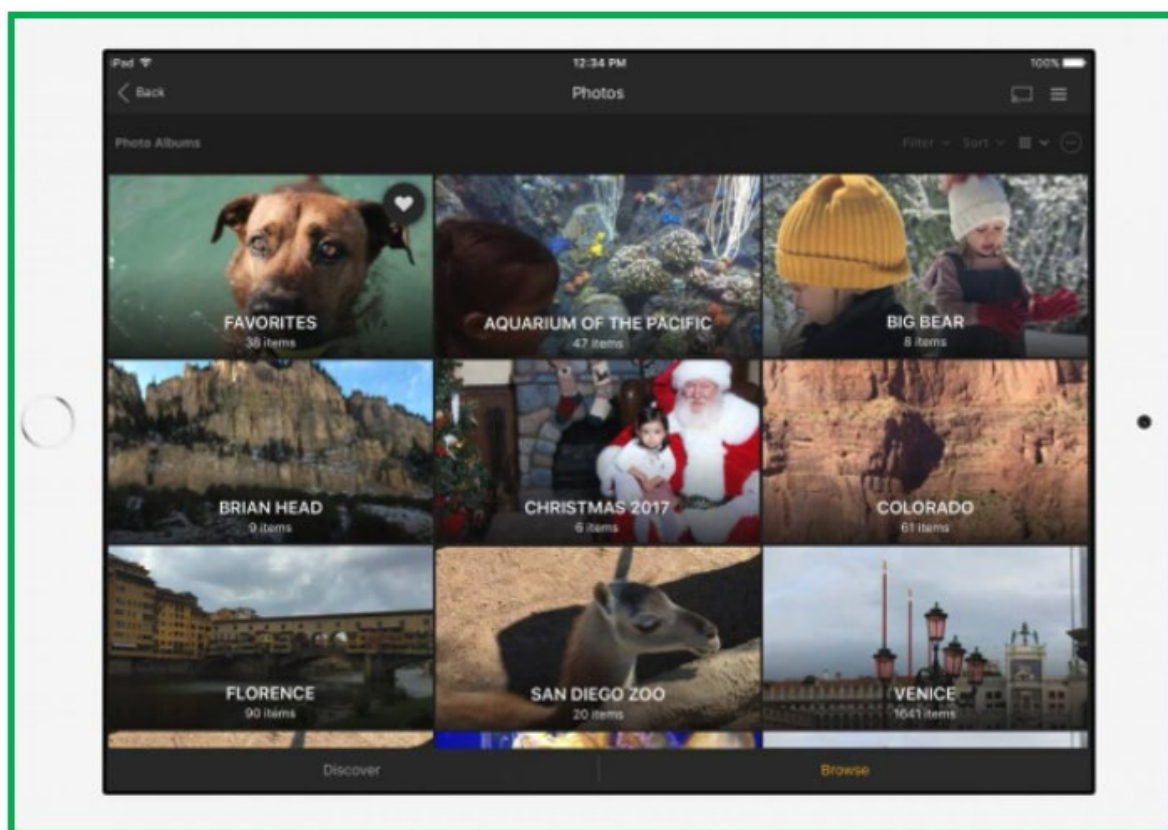 iPad 12:34 PM 100%
Back Photos
Photo Albums Filter Sort
FAVORITES
38 items
AQUARIUM OF THE PACIFIC
47 items
BIG BEAR
8 items
BRIAN HEAD
9 items
CHRISTMAS 2017
6 items
COLORADO
61 items
FLORENCE
90 items
SAN DIEGO ZOO
20 items
VENICE
1641 items
Discover Browse